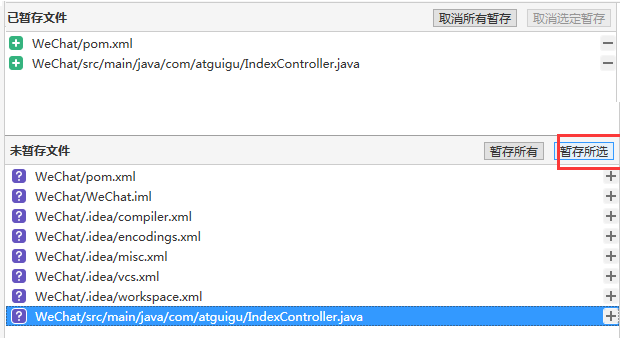 已暂存文件 取消所有暂存 取消选定暂存
WeChat/pom.xml
WeChat/src/main/java/com/atguigu/IndexController.java
未暂存文件 暂存所有 暂存所选
WeChat/pom.xml
WeChat/WeChat.iml
WeChat/.idea/compiler.xml
WeChat/.idea/encodings.xml
WeChat/.idea/misc.xml
WeChat/.idea/vcs.xml
WeChat/.idea/workspace.xml
WeChat/src/main/java/com/atguigu/IndexController.java